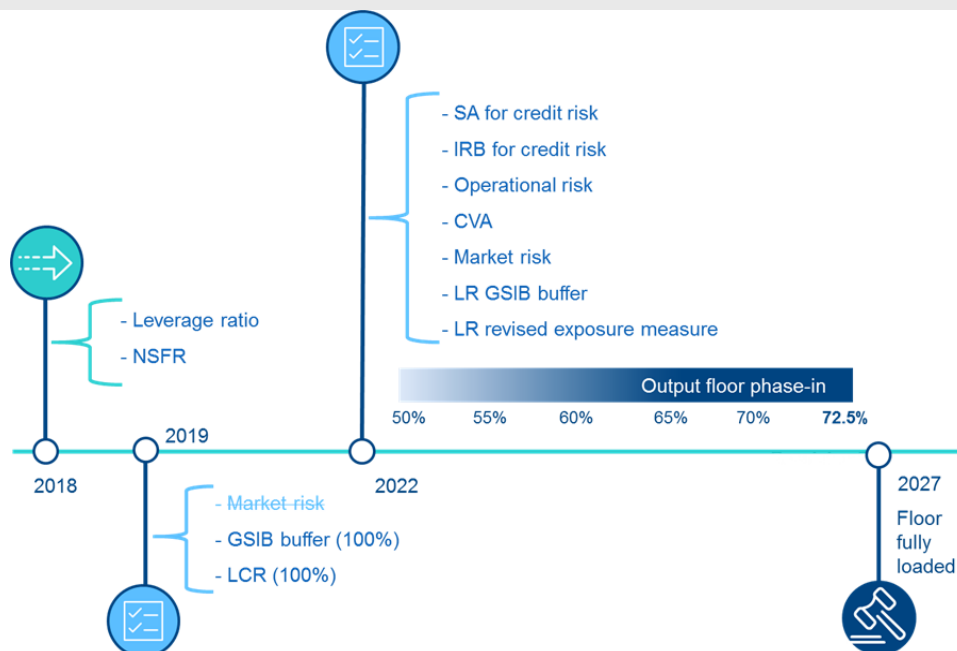 - SA for credit risk
- IRB for credit risk
- Operational risk
- CVA
- Market risk
- LR GSIB buffer
- LR revised exposure measure
- Leverage ratio
- NSFR
Output floor phase-in
50% 55% 60% 65% 70% 72.5%
2019
2018
2022
2027
- Market risk
- GSIB buffer (100%)
- LCR (100%)
Floor
fully
loaded